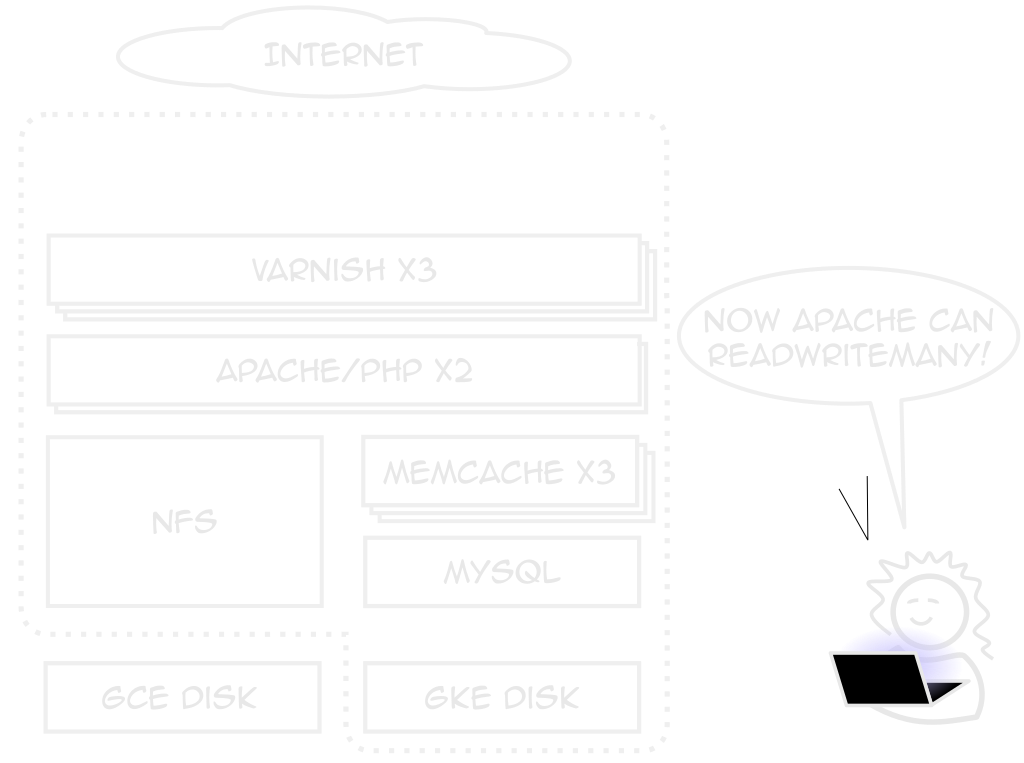 INTERNET
VARNISH X3
NOW APACHE CAN
READWRITEMANY!
APACHE/PHP X2
MEMCACHE X3
NFS
MYSQL
GCE DISK
GKE DISK